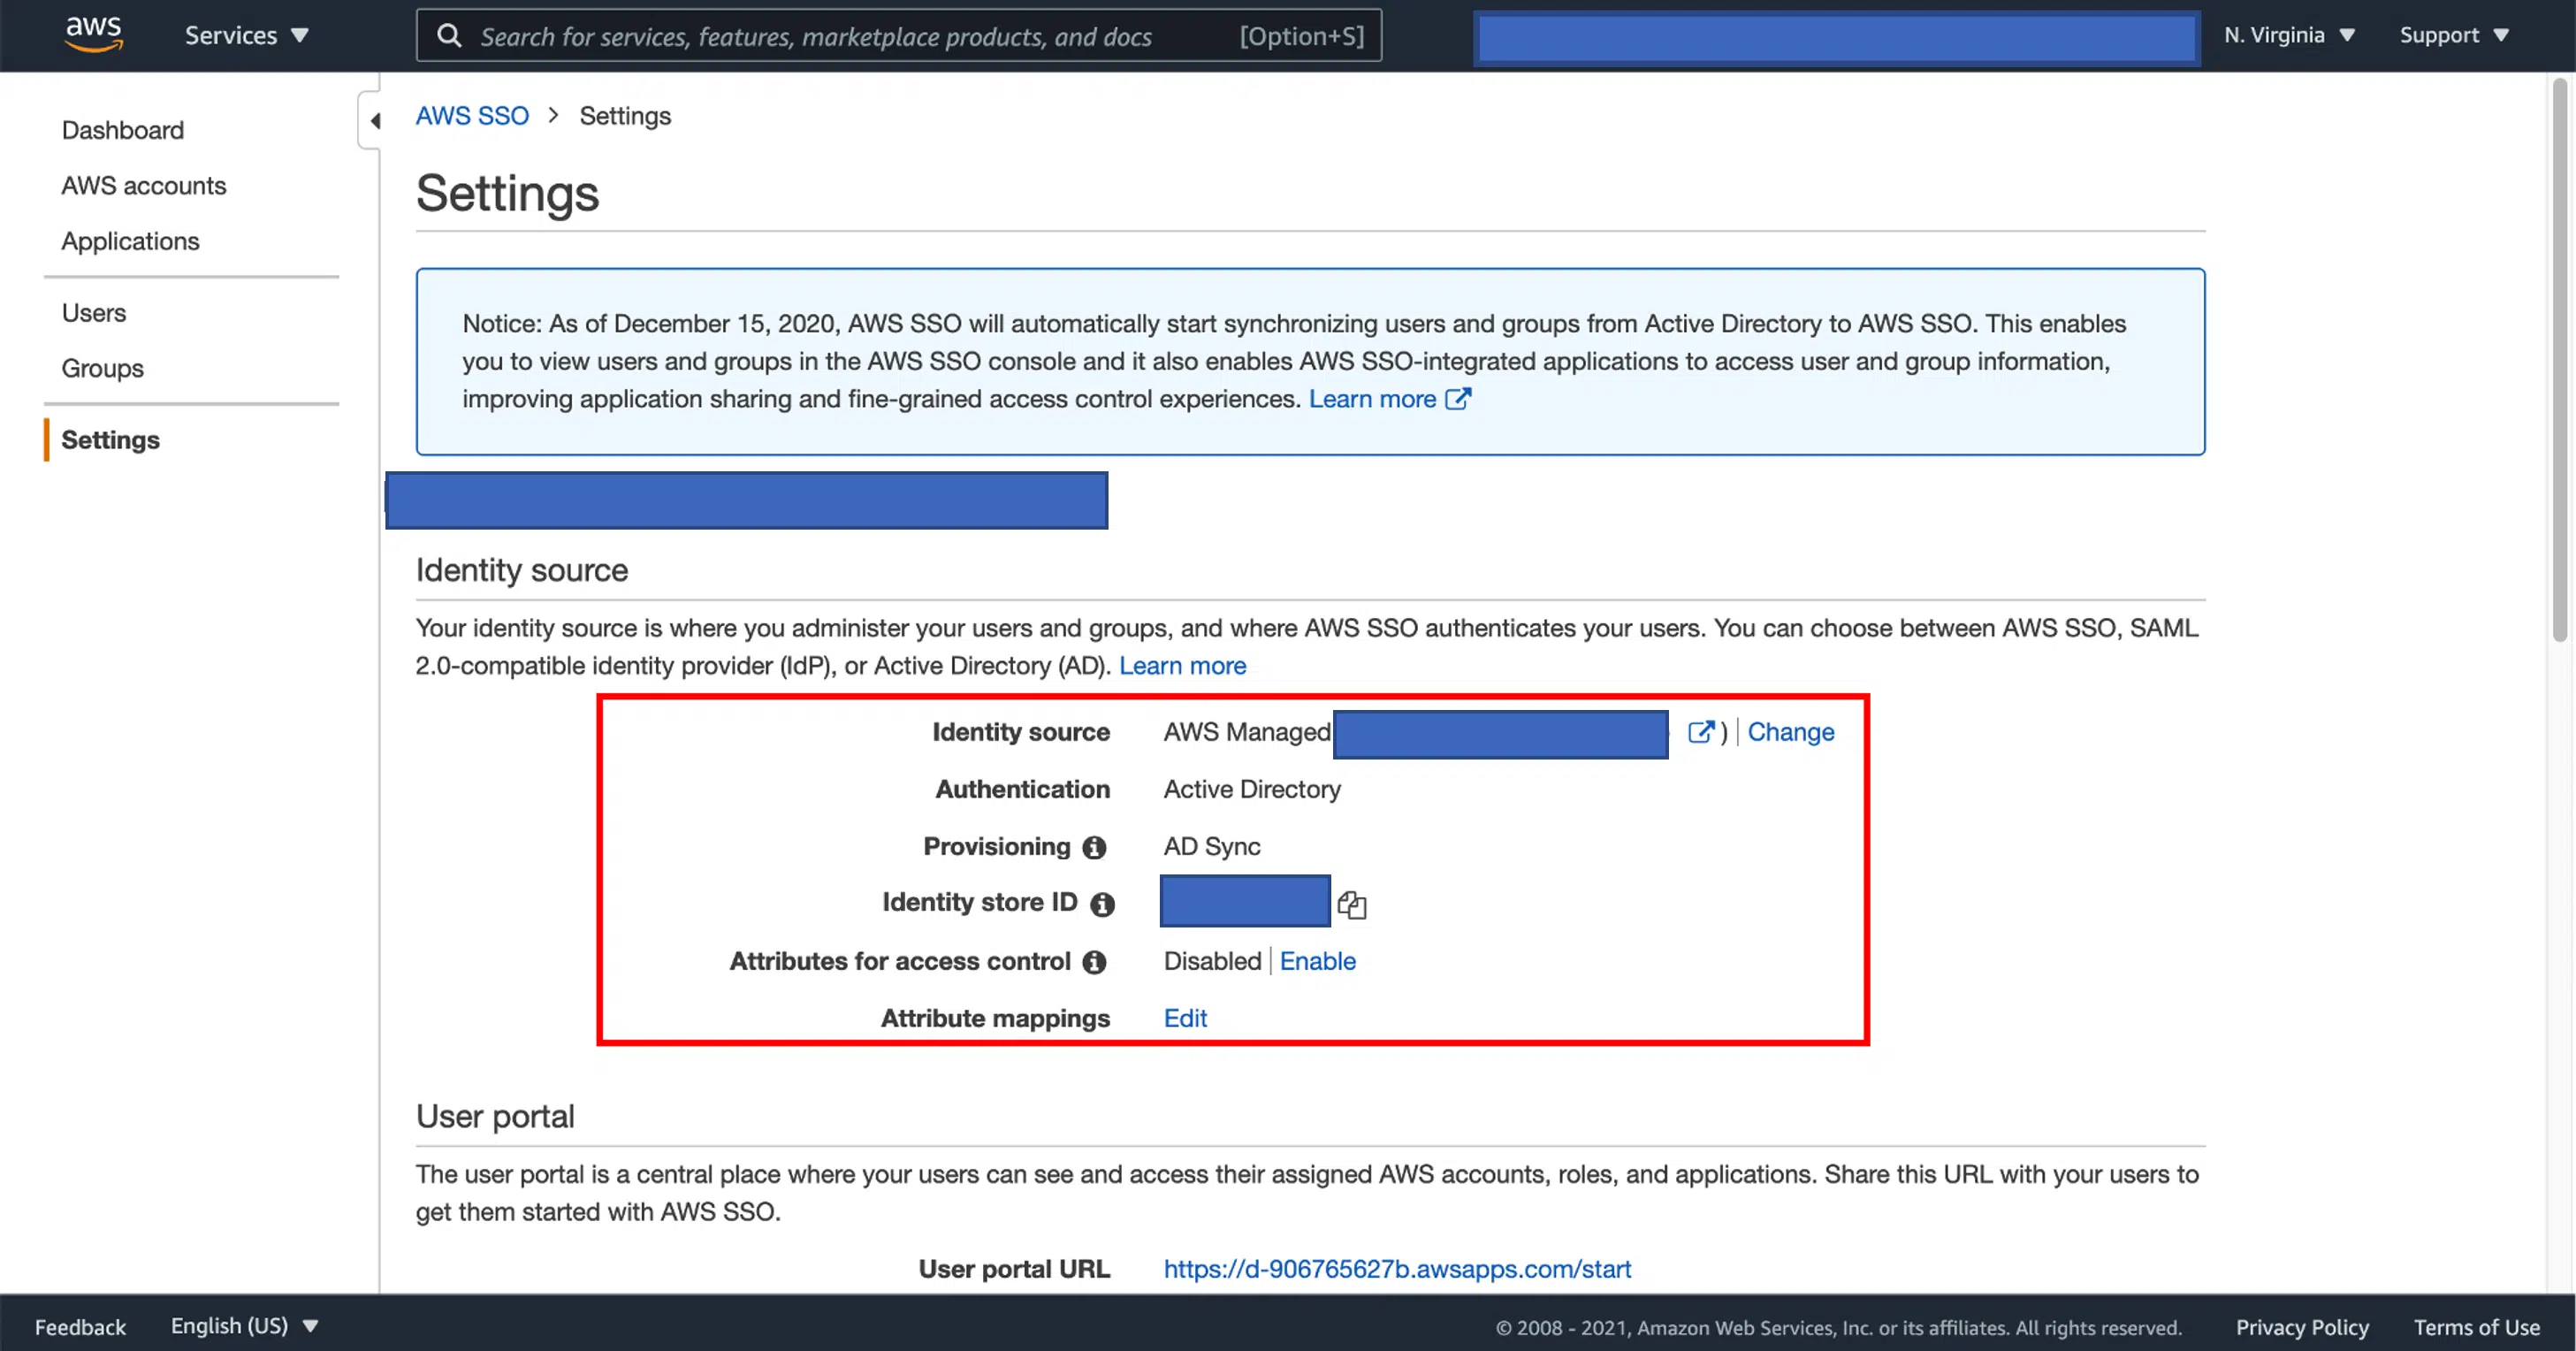 aws
Services
Search for services, features, marketplace products, and docs [Option+S]
N. Virginia
Support
Dashboard
AWS accounts
Applications
Users
Groups
Settings
AWS SSO > Settings
Settings
Notice: As of December 15, 2020, AWS SSO will automatically start synchronizing users and groups from Active Directory to AWS SSO. This enables
you to view users and groups in the AWS SSO console and it also enables AWS SSO-integrated applications to access user and group information,
improving application sharing and fine-grained access control experiences. Learn more
Identity source
Your identity source is where you administer your users and groups, and where AWS SSO authenticates your users. You can choose between AWS SSO, SAML
2.0-compatible identity provider (IdP), or Active Directory (AD). Learn more
Identity source AWS Managed ) | Change
Authentication Active Directory
Provisioning AD Sync
Identity store ID
Attributes for access control Disabled | Enable
Attribute mappings Edit
User portal
The user portal is a central place where your users can see and access their assigned AWS accounts, roles, and applications. Share this URL with your users to
get them started with AWS SSO.
User portal URL https://d-906765627b.awsapps.com/start
Feedback
English (US)
© 2008 - 2021, Amazon Web Services, Inc. or its affiliates. All rights reserved.
Privacy Policy
Terms of Use